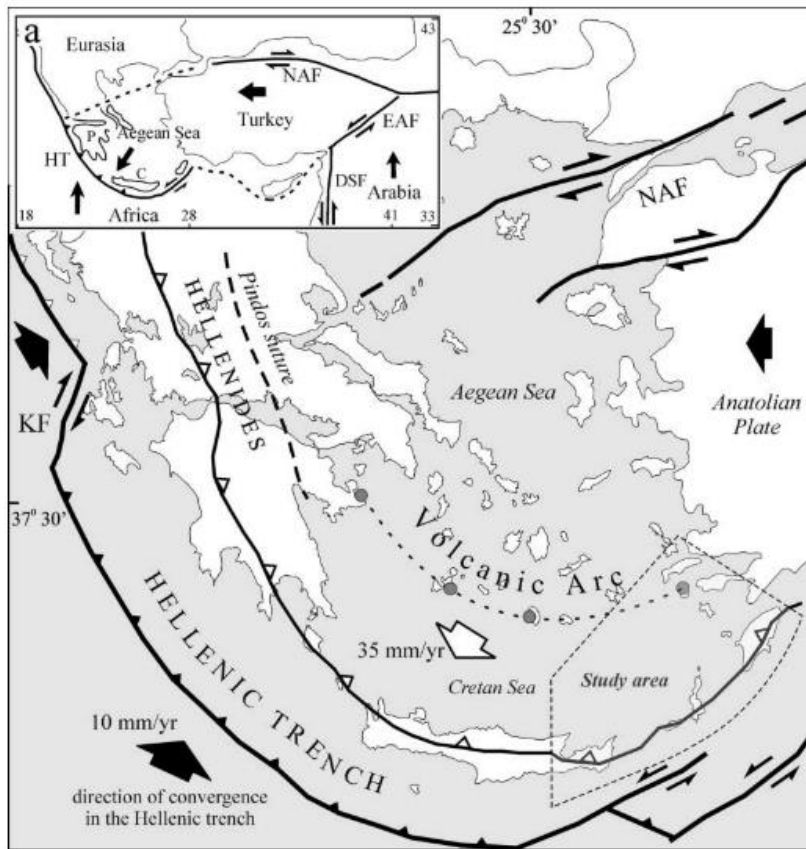 a
Eurasia
43
25° 30'
NAF
Turkey
P
Aegean Sea
EAF
HT
C
DSF
Arabia
Africa
18
28
41
33
NAF
HELLENIDES
Pindos suture
Aegean Sea
Anatolian
Plate
KF
37° 30'
Volcanic Arc
35 mm/yr
Cretan Sea
Study area
HELLENIC TRENCH
10 mm/yr
direction of convergence
in the Hellenic trench